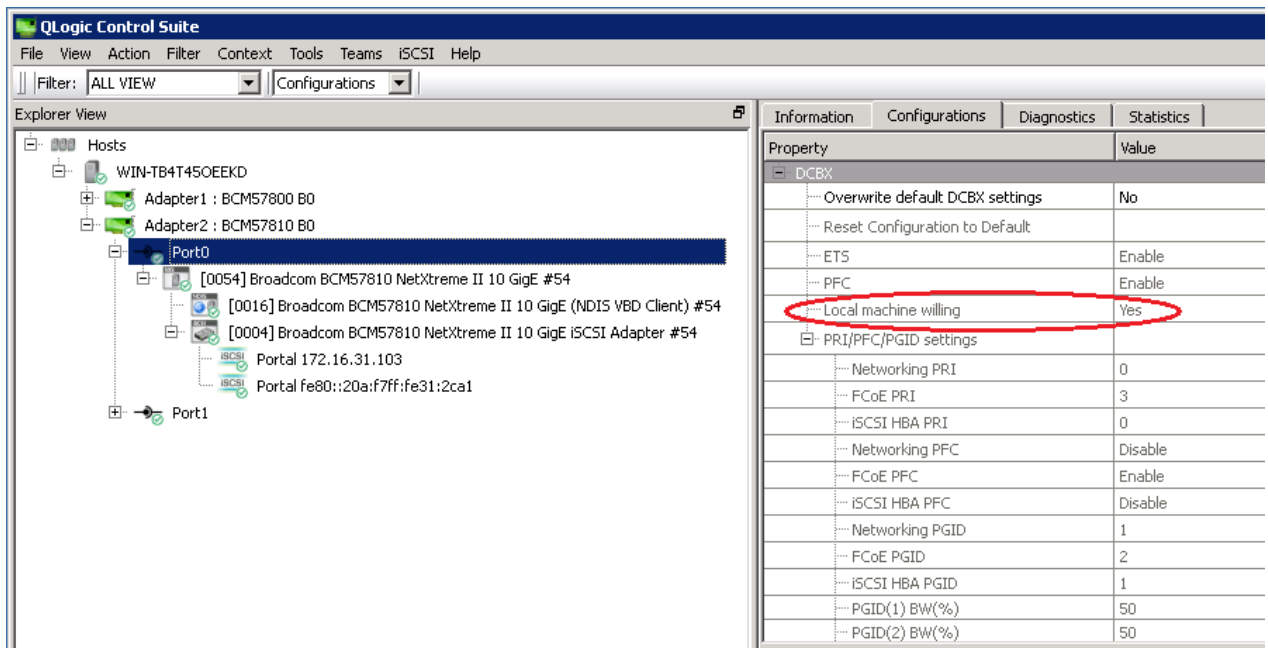 QLogic Control Suite
File View Action Filter Context Tools Teams iSCSI Help
Filter: ALL VIEW Configurations
Explorer View
Hosts
WIN-TB4T45OEEKD
Adapter1 : BCM57800 B0
Adapter2 : BCM57810 B0
Port0
[0054] Broadcom BCM57810 NetXtreme II 10 GigE #54
[0016] Broadcom BCM57810 NetXtreme II 10 GigE (NDIS VBD Client) #54
[0004] Broadcom BCM57810 NetXtreme II 10 GigE iSCSI Adapter #54
iSCSI Portal 172.16.31.103
iSCSI Portal fe80::20a:f7ff:fe31:2ca1
Port1
Information Configurations Diagnostics Statistics
Property Value
DCBX
Overwrite default DCBX settings No
Reset Configuration to Default
ETS Enable
PFC Enable
Local machine willing Yes
PRI/PFC/PGID settings
Networking PRI 0
FCoE PRI 3
iSCSI HBA PRI 0
Networking PFC Disable
FCoE PFC Enable
iSCSI HBA PFC Disable
Networking PGID 1
FCoE PGID 2
iSCSI HBA PGID 1
PGID(1) BW(%) 50
PGID(2) BW(%) 50